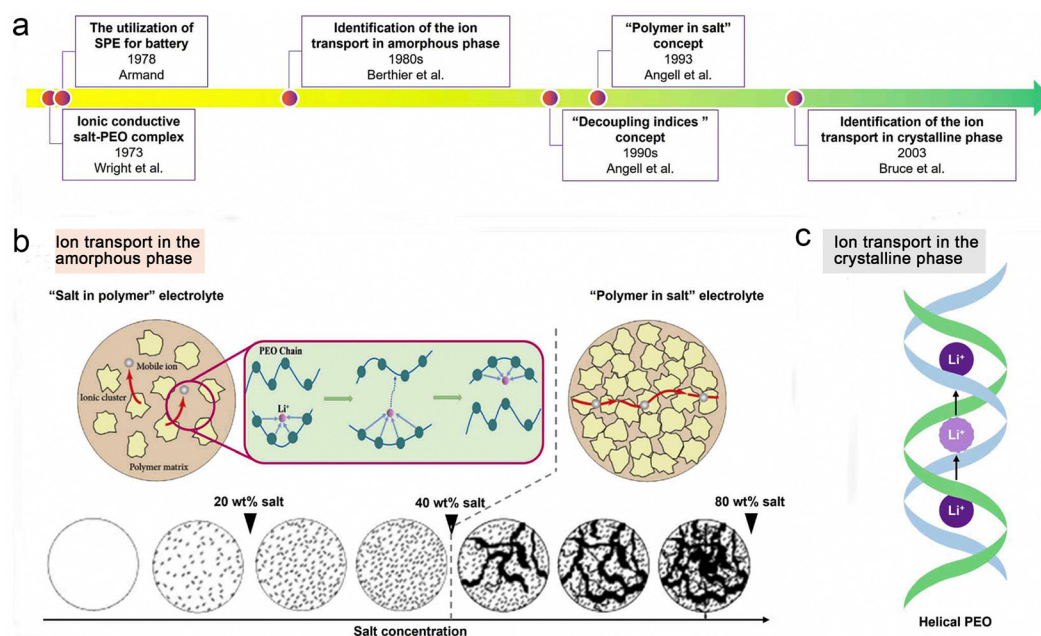 a
The utilization of
SPE for battery
1978
Armand
Identification of the ion
transport in amorphous phase
1980s
Berthier et al.
“Polymer in salt”
concept
1993
Angell et al.
Ionic conductive
salt-PEO complex
1973
Wright et al.
“Decoupling indices ”
concept
1990s
Angell et al.
Identification of the ion
transport in crystalline phase
2003
Bruce et al.
b
Ion transport in the
amorphous phase
“Salt in polymer” electrolyte
“Polymer in salt” electrolyte
Mobile ion
Ionic cluster
Polymer matrix
PEO Chain
Li⁺
20 wt% salt
40 wt% salt
80 wt% salt
Salt concentration
c
Ion transport in the
crystalline phase
Li⁺
Li⁺
Li⁺
Helical PEO